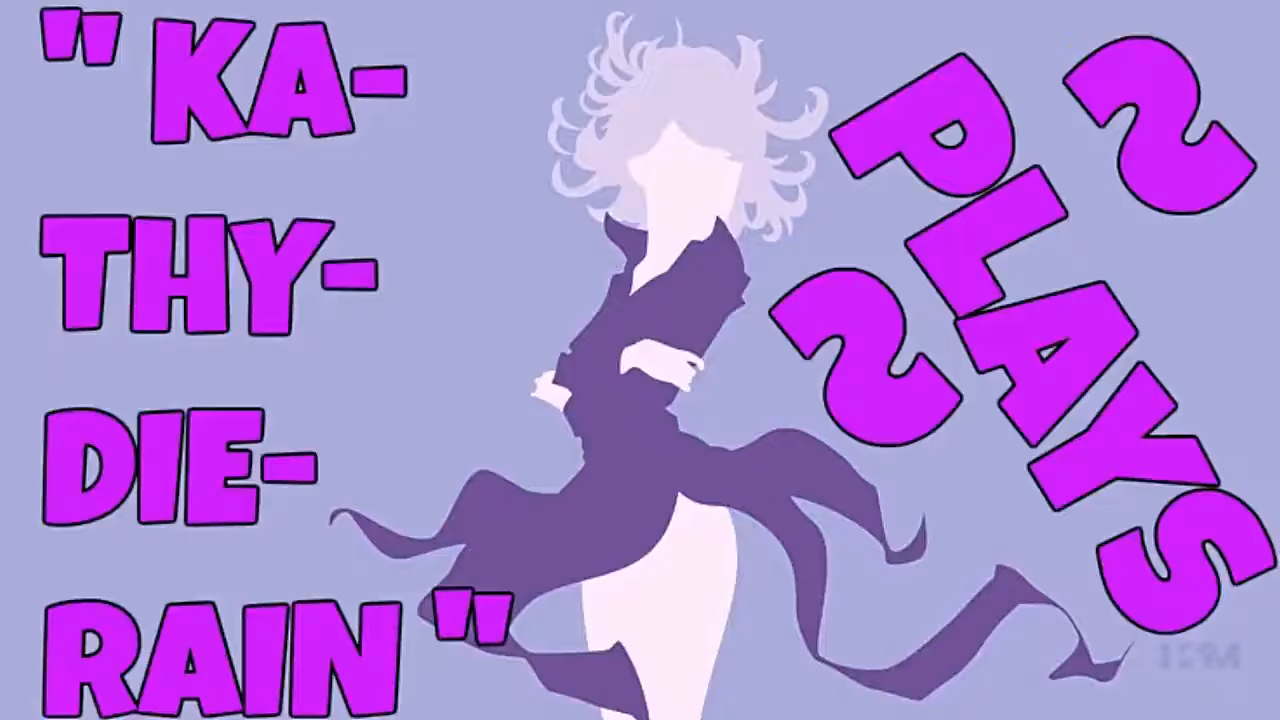 " KA-
THY-
DIE-
RAIN "
S PLAYS S